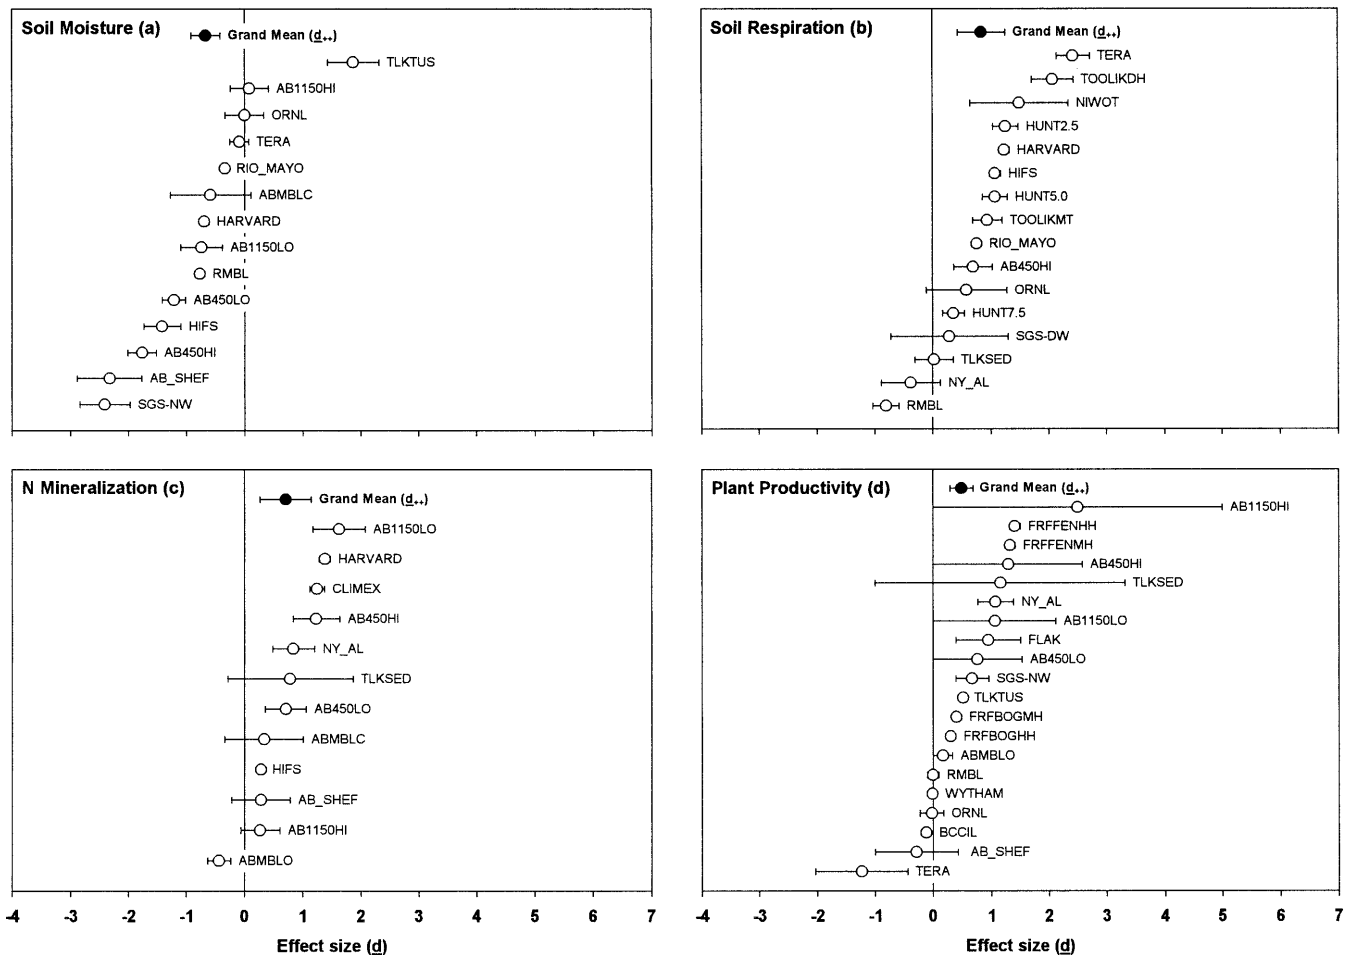 Soil Moisture (a)
Grand Mean (d++)
TLKTUS
AB1150HI
ORNL
TERA
RIO_MAYO
ABMBLC
HARVARD
AB1150LO
RMBL
AB450LO
HIFS
AB450HI
AB_SHEF
SGS-NW
Soil Respiration (b)
Grand Mean (d++)
TERA
TOOLIKDH
NIWOT
HUNT2.5
HARVARD
HIFS
HUNT5.0
TOOLIKMT
RIO_MAYO
AB450HI
ORNL
HUNT7.5
SGS-DW
TLKSED
NY_AL
RMBL
N Mineralization (c)
Grand Mean (d++)
AB1150LO
HARVARD
CLIMEX
AB450HI
NY_AL
TLKSED
AB450LO
ABMBLC
HIFS
AB_SHEF
AB1150HI
ABMBLO
-4 -3 -2 -1 0 1 2 3 4 5 6 7
Effect size (d)
Plant Productivity (d)
Grand Mean (d++)
AB1150HI
FRFFENHH
FRFFENMH
AB450HI
TLKSED
NY_AL
AB1150LO
FLAK
AB450LO
SGS-NW
TLKTUS
FRFBOGMH
FRFBOGHH
ABMBLO
RMBL
WYTHAM
ORNL
BCCIL
AB_SHEF
TERA
-4 -3 -2 -1 0 1 2 3 4 5 6 7
Effect size (d)